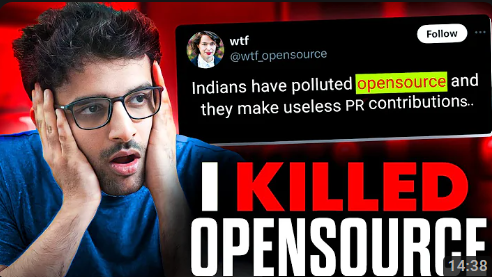 wtf
@wtf_opensource
Follow
Indians have polluted opensource and
they make useless PR contributions..
I KILLED
OPENSOURCE
14:38